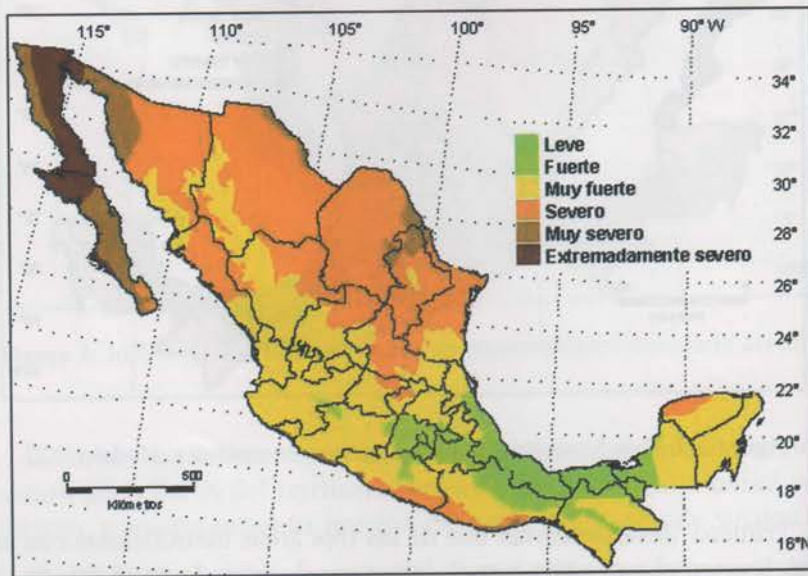 115°
110°
105°
100°
95°
90° W
34°
32°
30°
28°
26°
24°
22°
20°
18°
16°N
Leve
Fuerte
Muy fuerte
Severo
Muy severo
Extremadamente severo
0 500
Kilómetros